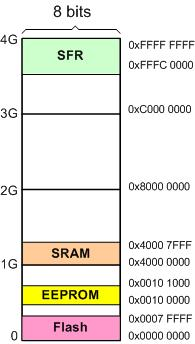 8 bits
4G
0xFFFF FFFF
SFR
0xFFFC 0000
3G
0xC000 0000
2G
0x8000 0000
0x4000 7FFF
SRAM
1G
0x4000 0000
0x0010 1000
EEPROM
0x0010 0000
0x0007 FFFF
Flash
0
0x0000 0000